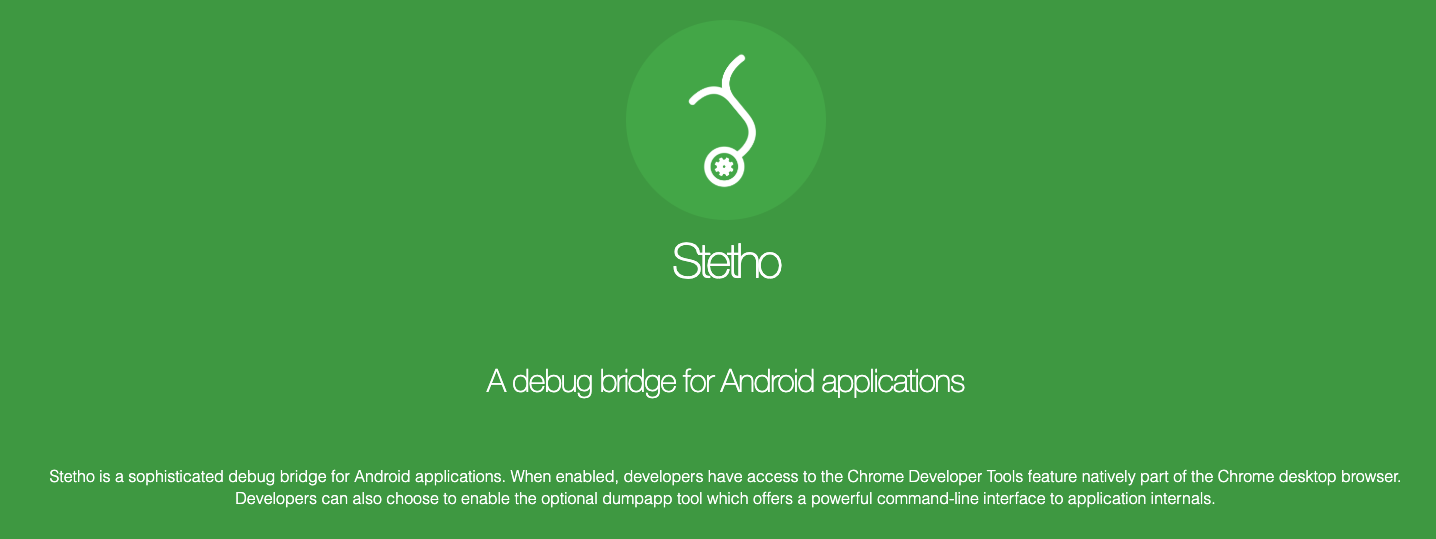 Stetho
A debug bridge for Android applications
Stetho is a sophisticated debug bridge for Android applications. When enabled, developers have access to the Chrome Developer Tools feature natively part of the Chrome desktop browser.
Developers can also choose to enable the optional dumpapp tool which offers a powerful command-line interface to application internals.